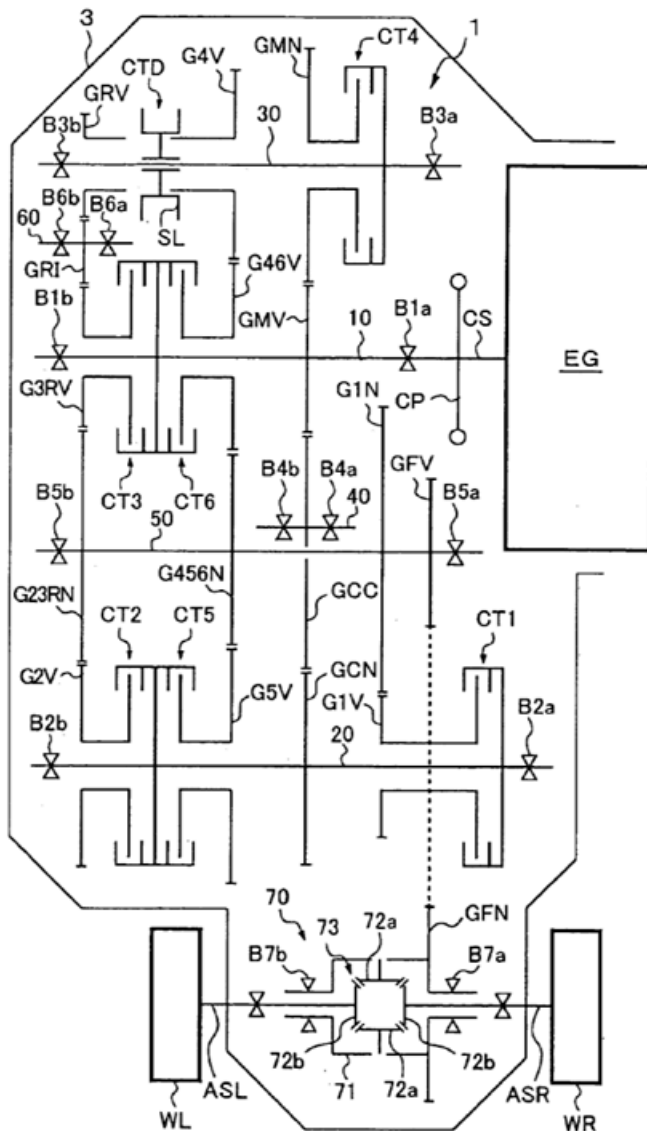 3
CTD
G4V
GMN
CT4
1
GRV
B3b
30
B3a
B6b
B6a
60
SL
GRI
G46V
B1b
GMV
10
B1a
CS
EG
G3RV
G1N
CP
CT3
CT6
B4b
B4a
GFV
40
B5b
50
B5a
G23RN
G456N
CT2
CT5
GCC
CT1
G2V
GCN
G5V
G1V
B2b
20
B2a
70
73
72a
GFN
B7b
B7a
72b
71
72a
72b
ASL
ASR
WL
WR